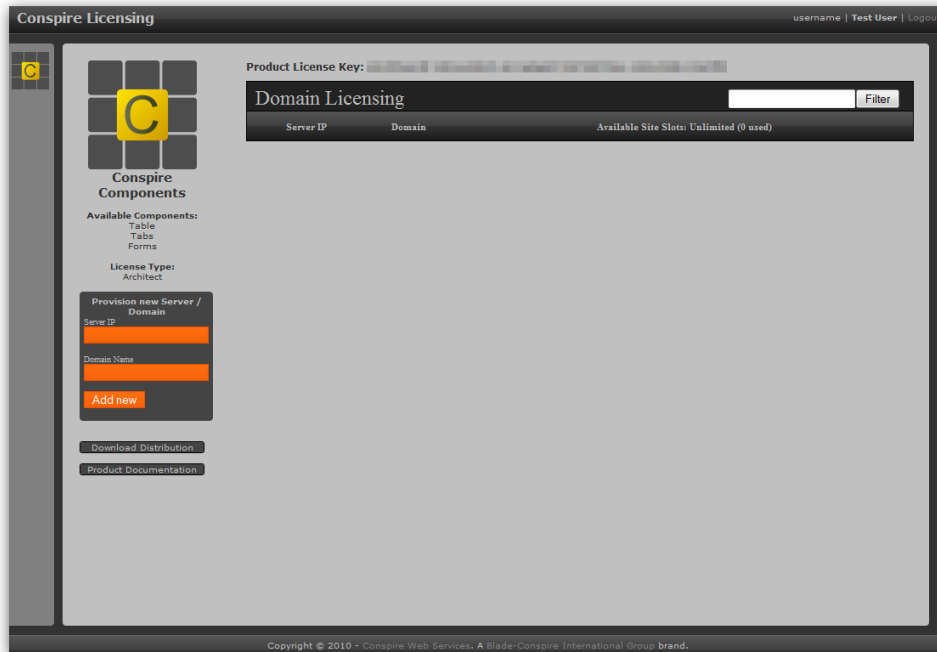 Conspire Licensing
username | Test User | Logou
C
C
Conspire
Components
Available Components:
Table
Tabs
Forms
License Type:
Architect
Provision new Server /
Domain
Server IP
Domain Name
Add new
Download Distribution
Product Documentation
Product License Key:
Domain Licensing
Filter
Server IP Domain Available Site Slots: Unlimited (0 used)
Copyright © 2010 - Conspire Web Services. A Blade-Conspire International Group brand.